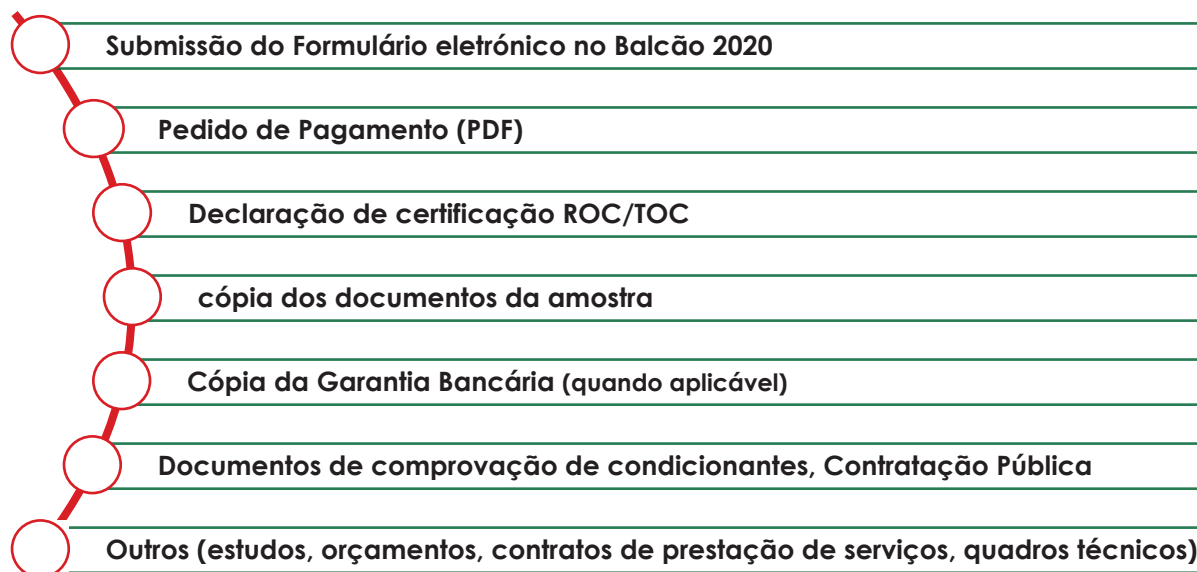 Submissão do Formulário eletrónico no Balcão 2020
Pedido de Pagamento (PDF)
Declaração de certificação ROC/TOC
cópia dos documentos da amostra
Cópia da Garantia Bancária (quando aplicável)
Documentos de comprovação de condicionantes, Contratação Pública
Outros (estudos, orçamentos, contratos de prestação de serviços, quadros técnicos)